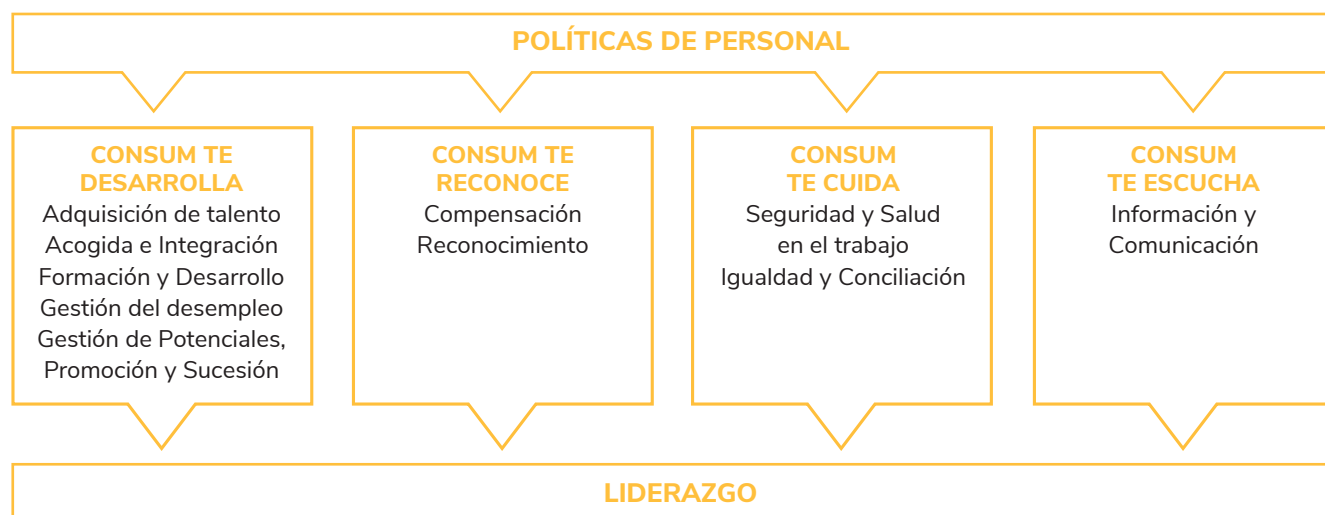 POLÍTICAS DE PERSONAL
CONSUM TE
DESARROLLA
Adquisición de talento
Acogida e Integración
Formación y Desarrollo
Gestión del desempleo
Gestión de Potenciales,
Promoción y Sucesión
CONSUM TE
RECONOCE
Compensación
Reconocimiento
CONSUM
TE CUIDA
Seguridad y Salud
en el trabajo
Igualdad y Conciliación
CONSUM
TE ESCUCHA
Información y
Comunicación
LIDERAZGO